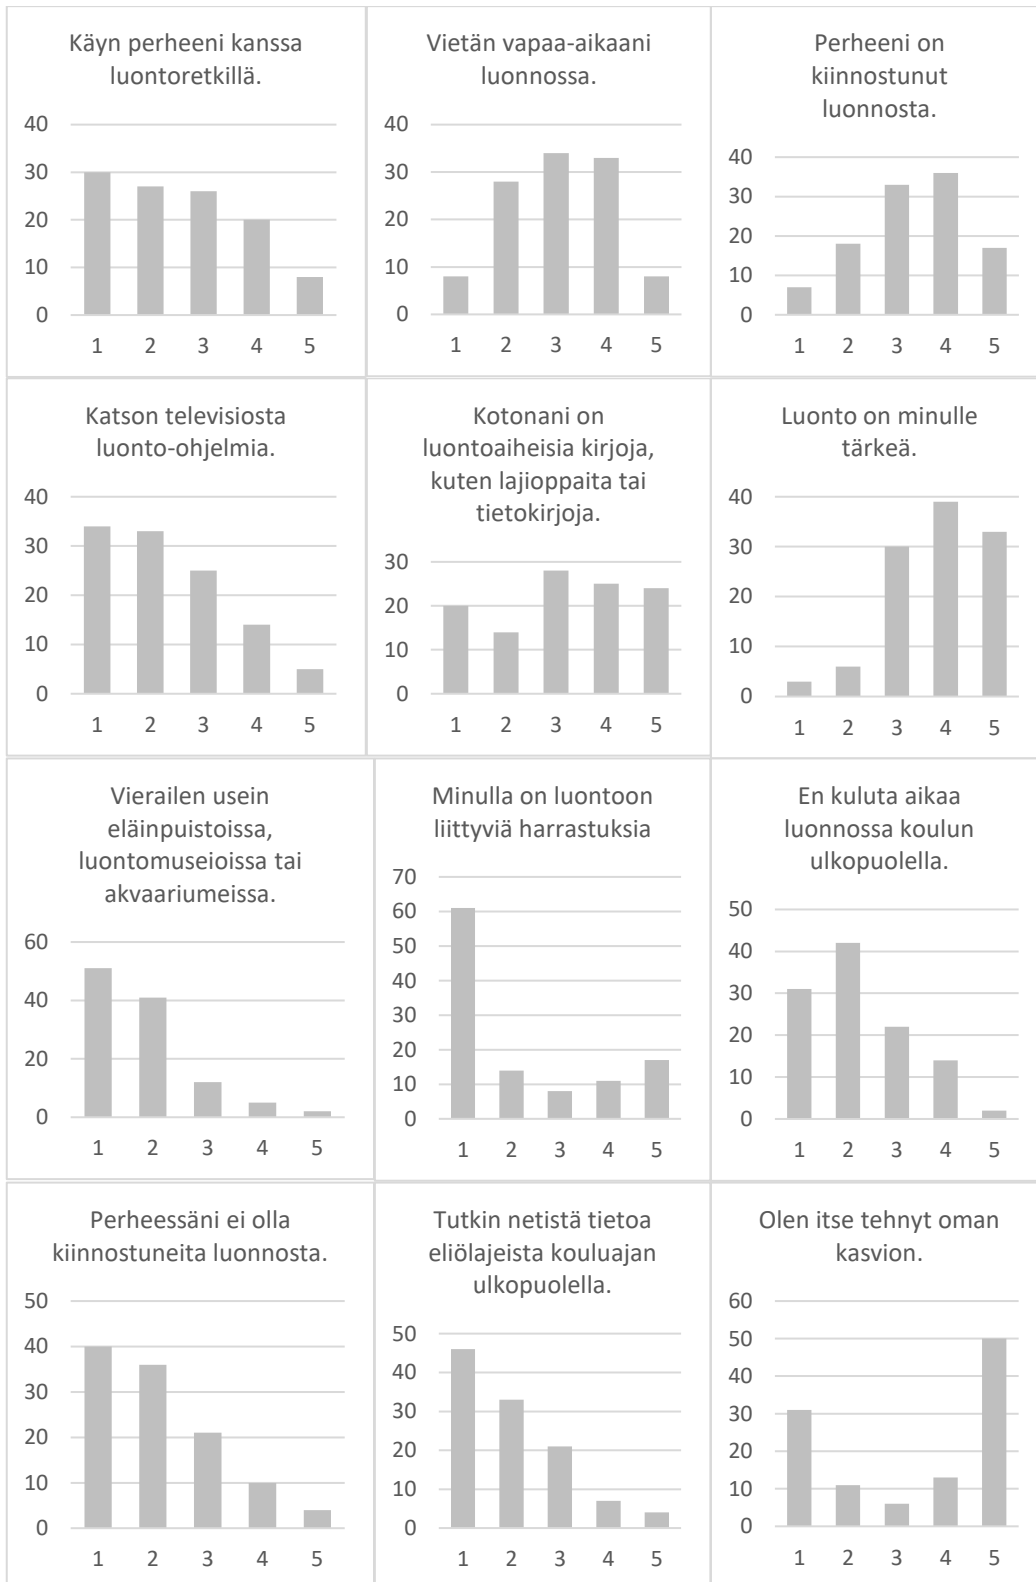 Käyn perheeni kanssa
luontoretkillä.
40
30
20
10
0
1 2 3 4 5
Vietän vapaa-aikaani
luonnossa.
40
30
20
10
0
1 2 3 4 5
Perheeni on
kiinnostunut
luonnosta.
40
30
20
10
0
1 2 3 4 5
Katson televisiosta
luonto-ohjelmia.
40
30
20
10
0
1 2 3 4 5
Kotonani on
luontoaiheisia kirjoja,
kuten lajioppaita tai
tietokirjoja.
30
20
10
0
1 2 3 4 5
Luonto on minulle
tärkeä.
40
30
20
10
0
1 2 3 4 5
Vierailen usein
eläinpuistoissa,
luontomuseioissa tai
akvaariumeissa.
60
40
20
0
1 2 3 4 5
Minulla on luontoon
liittyviä harrastuksia
70
60
50
40
30
20
10
0
1 2 3 4 5
En kuluta aikaa
luonnossa koulun
ulkopuolella.
50
40
30
20
10
0
1 2 3 4 5
Perheessäni ei olla
kiinnostuneita luonnosta.
50
40
30
20
10
0
1 2 3 4 5
Tutkin netistä tietoa
eliölajeista kouluajan
ulkopuolella.
50
40
30
20
10
0
1 2 3 4 5
Olen itse tehnyt oman
kasvion.
60
50
40
30
20
10
0
1 2 3 4 5